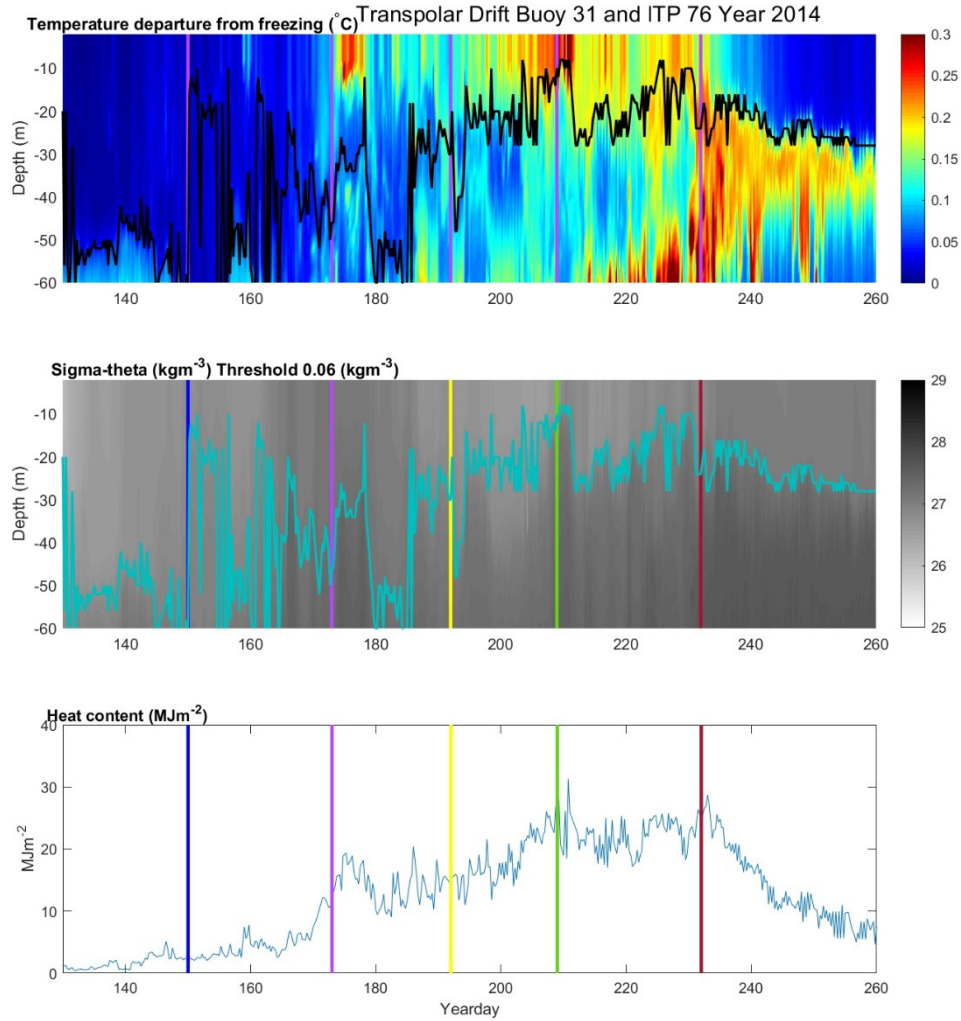 Transpolar Drift Buoy 31 and ITP 76 Year 2014
Temperature departure from freezing (°C)
Depth (m)
-10
-20
-30
-40
-50
-60
140 160 180 200 220 240 260
0.3
0.25
0.2
0.15
0.1
0.05
0
Sigma-theta (kgm-3) Threshold 0.06 (kgm-3)
Depth (m)
-10
-20
-30
-40
-50
-60
140 160 180 200 220 240 260
29
28
27
26
25
Heat content (MJm-2)
MJm-2
40
30
20
10
0
140 160 180 200 220 240 260
Yearday